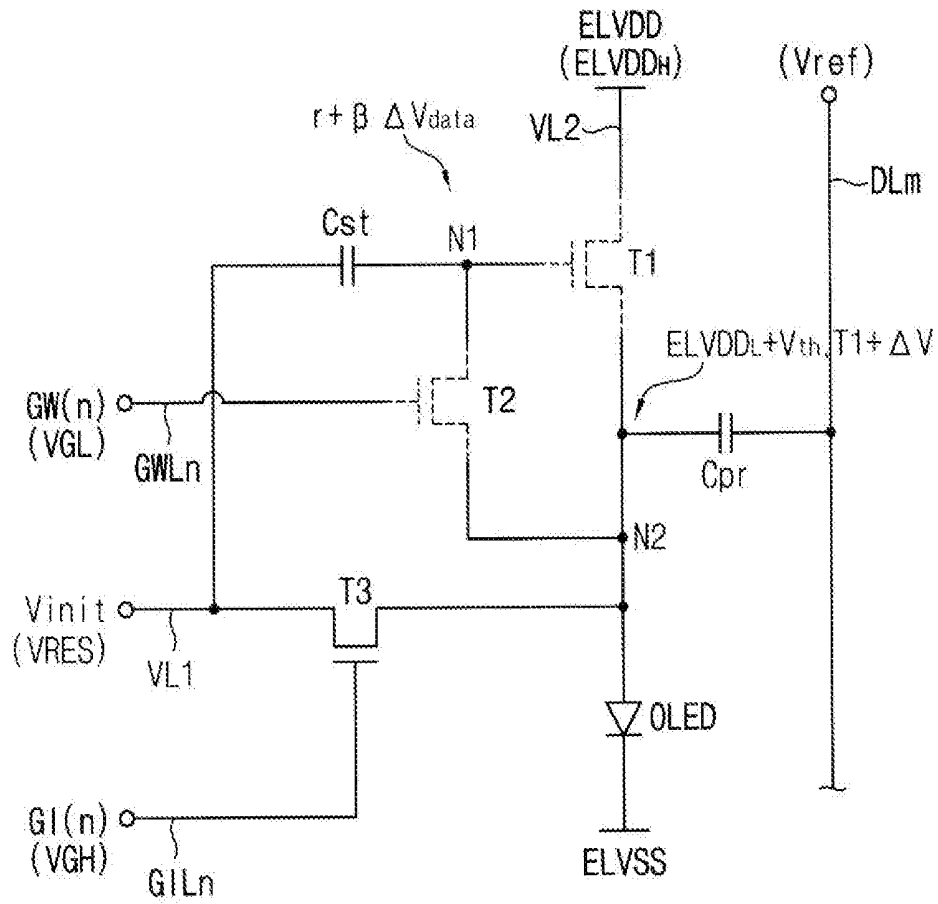 ELVDD
(ELVDDH)
(Vref)
r+β ΔVdata
VL2
DLm
Cst
N1
T1
ELVDDL+Vth,T1+ΔV
T2
GW(n)
(VGL)
GWLn
Cpr
N2
T3
Vinit
(VRES)
VL1
OLED
GI(n)
(VGH)
GILn
ELVSS